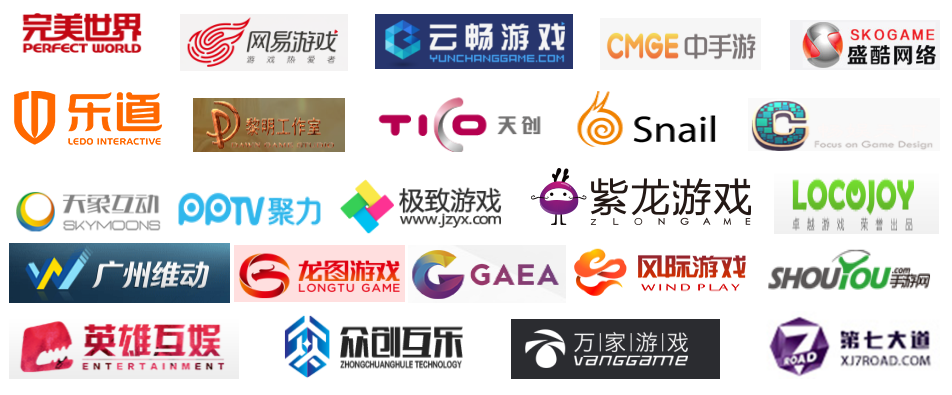 完美世界
PERFECT WORLD
网易游戏
游戏热爱者
云畅游戏
YUNCHANGGAME.COM
CMGE 中手游
SKOGAME
盛酷网络
乐道
LEDO INTERACTIVE
黎明工作室
TICO 天创
Snail
Focus on Game Design
天象互动
SKYMOONS
PPTV聚力
极致游戏
www.jzyx.com
紫龙游戏
ZLONGAME
LOCOJOY
卓越游戏 荣誉出品
广州维动
龙图游戏
LONGTU GAME
GAEA
风际游戏
WIND PLAY
SHOUYOU.com
手游网
英雄互娱
ENTERTAINMENT
众创互乐
ZHONGCHUANGHULE TECHNOLOGY
万|家|游|戏
vanggame
7
ROAD
第七大道
XJ7ROAD.COM